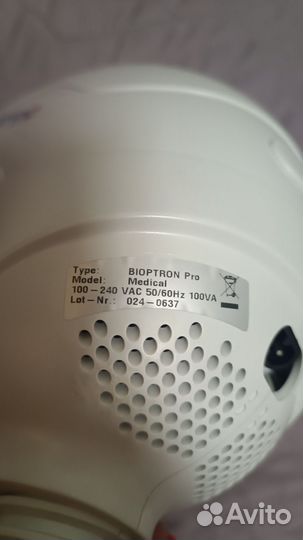 Type: BIOPTRON Pro
Model: Medical
100 – 240 VAC 50/60Hz 100VA
Lot – Nr.: 024 – 0637
Avito